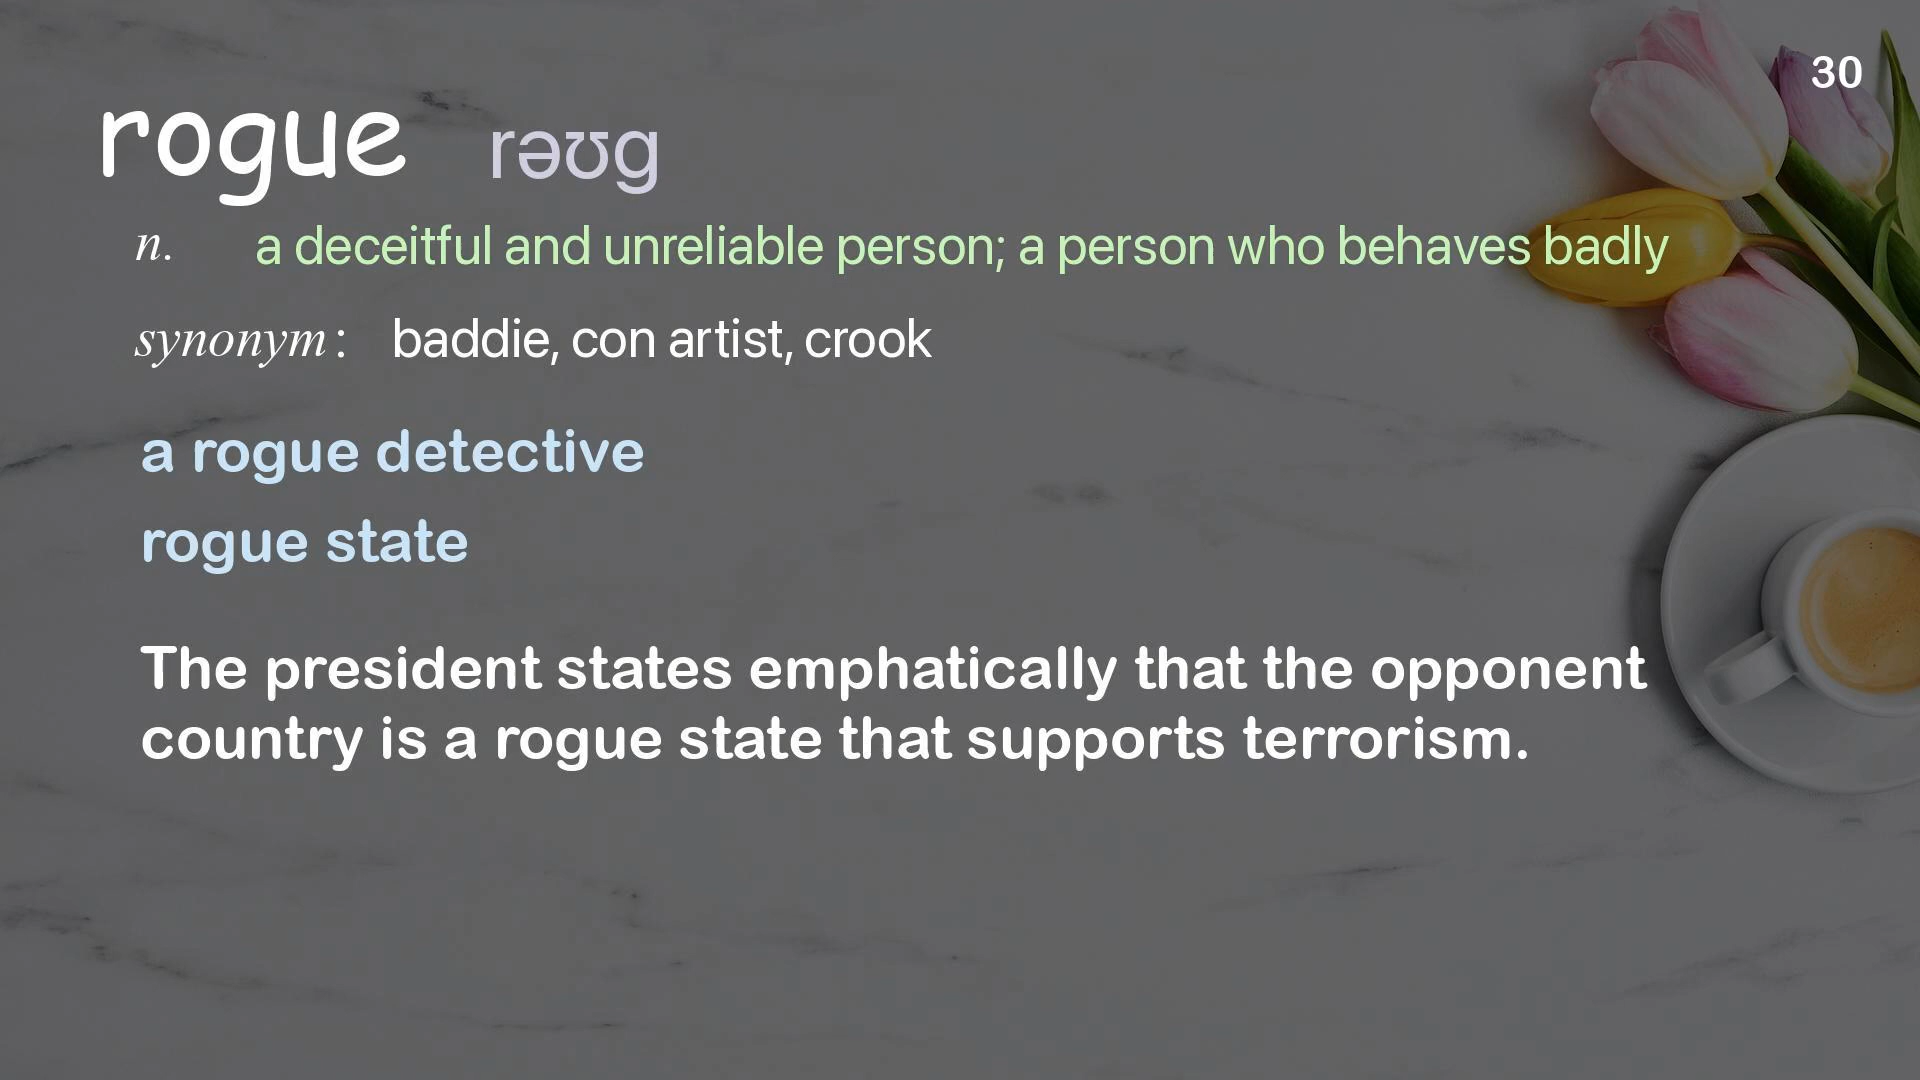 30
rogue rəʊg
n. a deceitful and unreliable person; a person who behaves badly
synonym : baddie, con artist, crook
a rogue detective
rogue state
The president states emphatically that the opponent
country is a rogue state that supports terrorism.